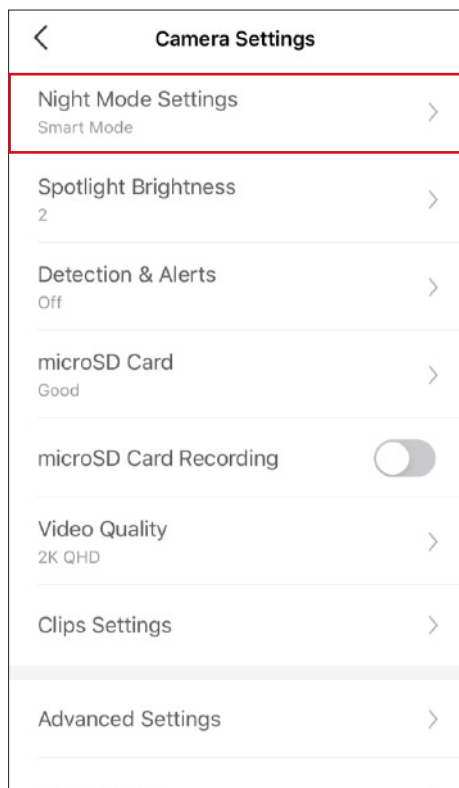 Camera Settings
Night Mode Settings
Smart Mode
Spotlight Brightness
2
Detection & Alerts
Off
microSD Card
Good
microSD Card Recording
Video Quality
2K QHD
Clips Settings
Advanced Settings